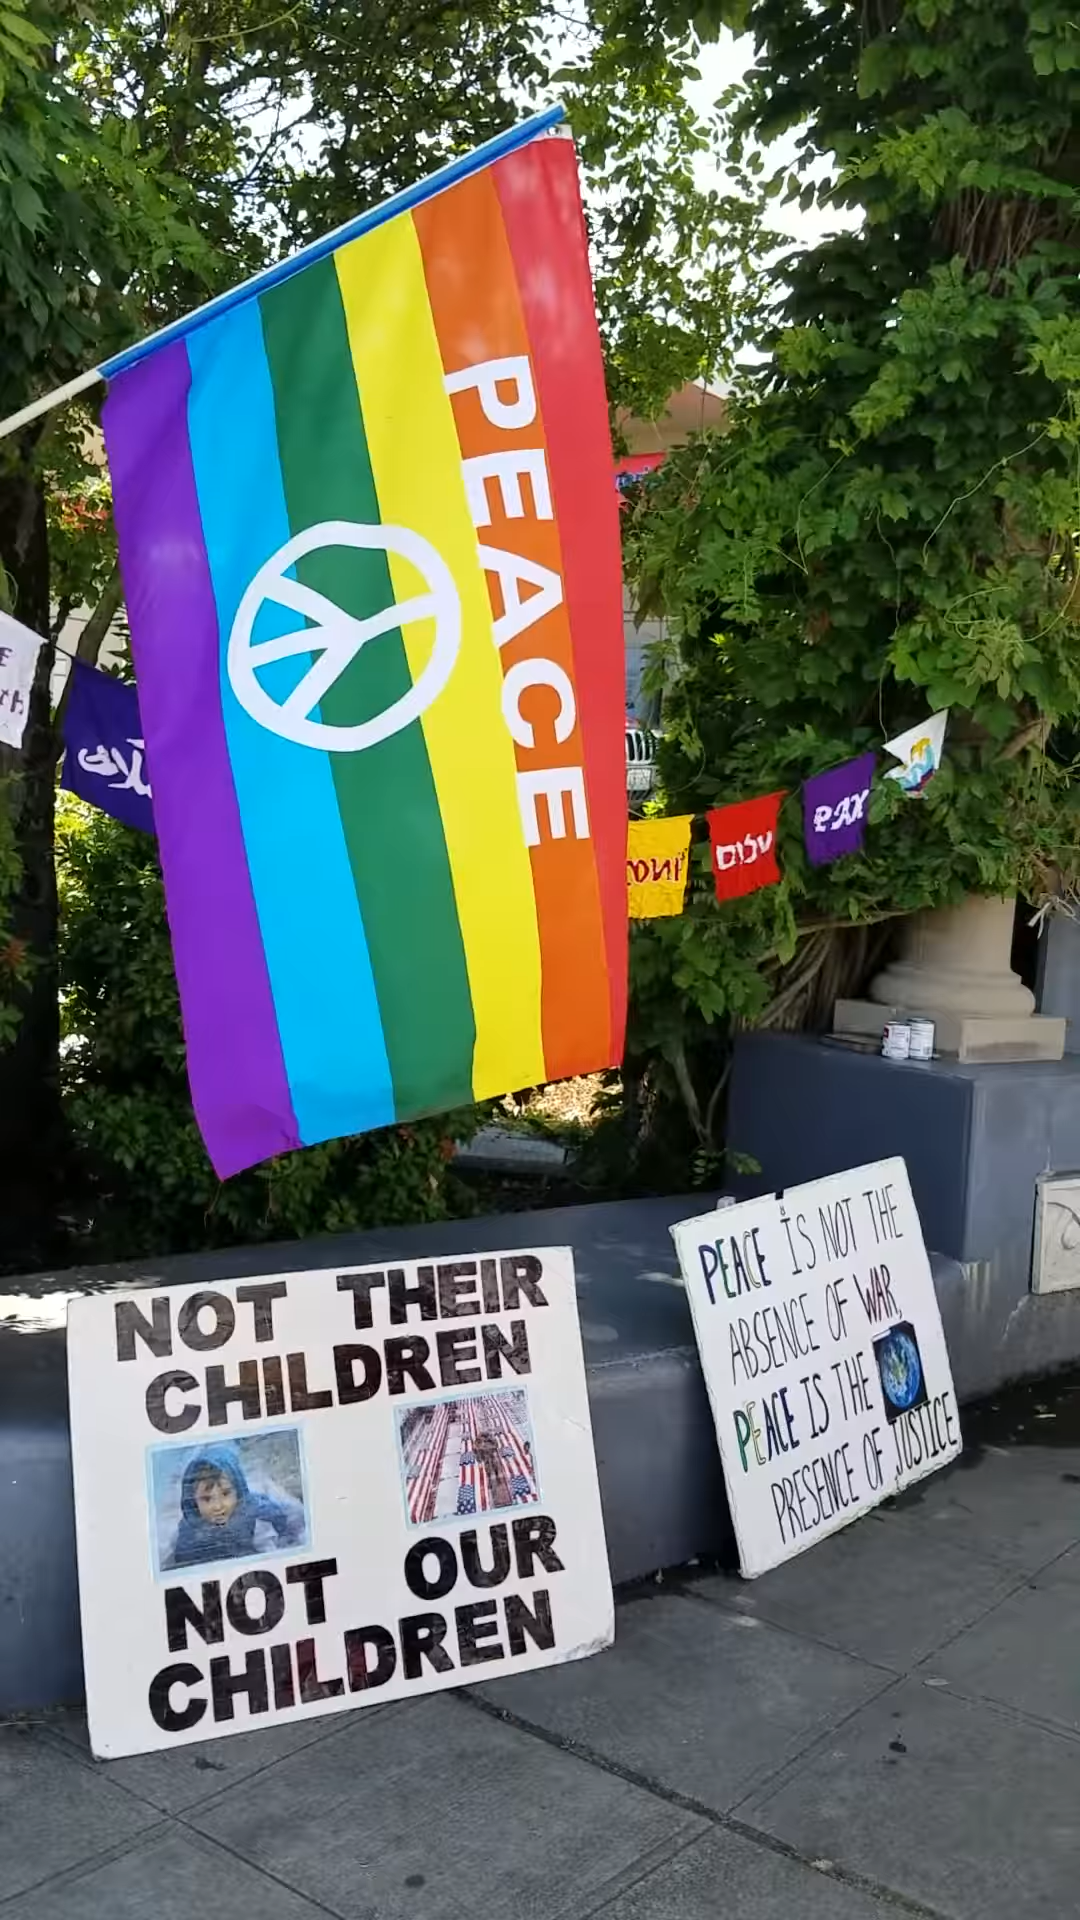 PEACE
שלום
PAX
NOT THEIR
CHILDREN
NOT OUR
CHILDREN
PEACE IS NOT THE
ABSENCE OF WAR,
PEACE IS THE
PRESENCE OF JUSTICE